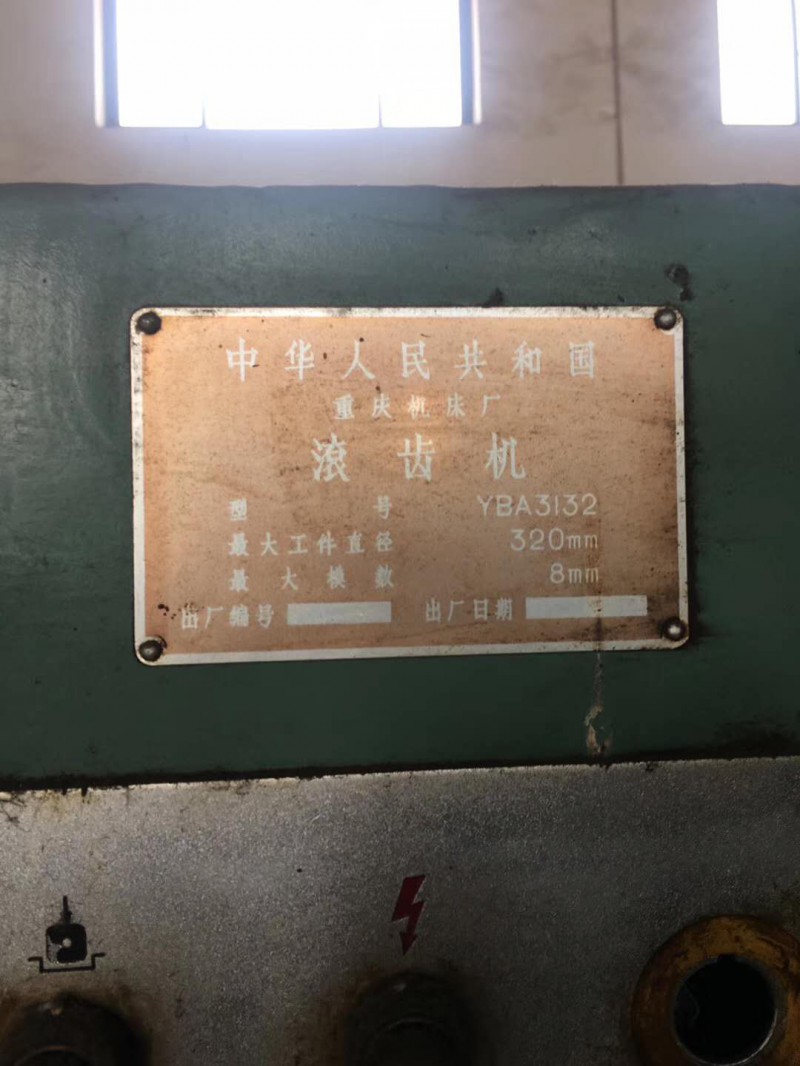 中华人民共和国
重庆机床厂
滚齿机
型号 YBA3132
最大工件直径 320mm
最大模数 8mm
出厂编号 出厂日期